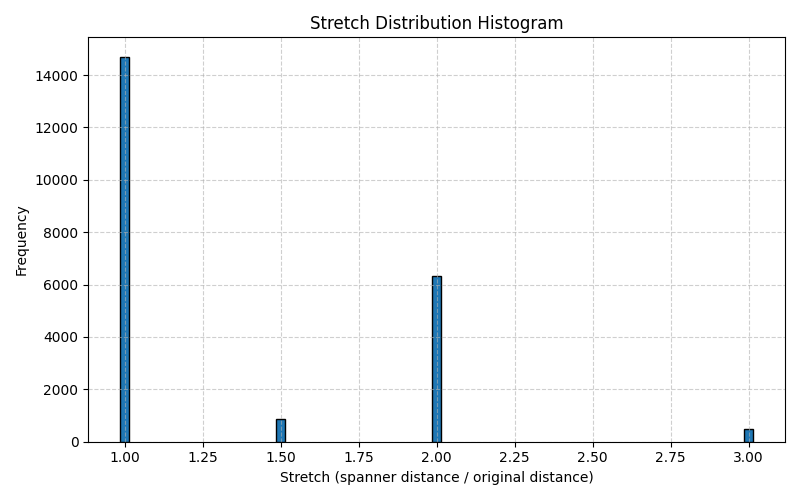 Stretch Distribution Histogram
Frequency
14000
12000
10000
8000
6000
4000
2000
0
1.00 1.25 1.50 1.75 2.00 2.25 2.50 2.75 3.00
Stretch (spanner distance / original distance)